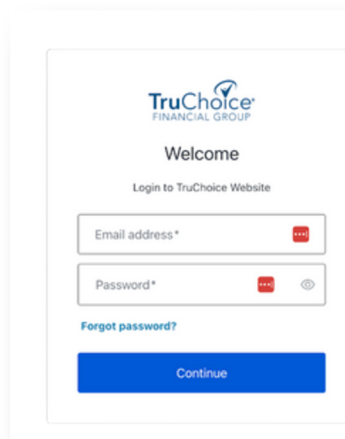 TruChoice
FINANCIAL GROUP
Welcome
Login to TruChoice Website
Email address*
Password*
Forgot password?
Continue